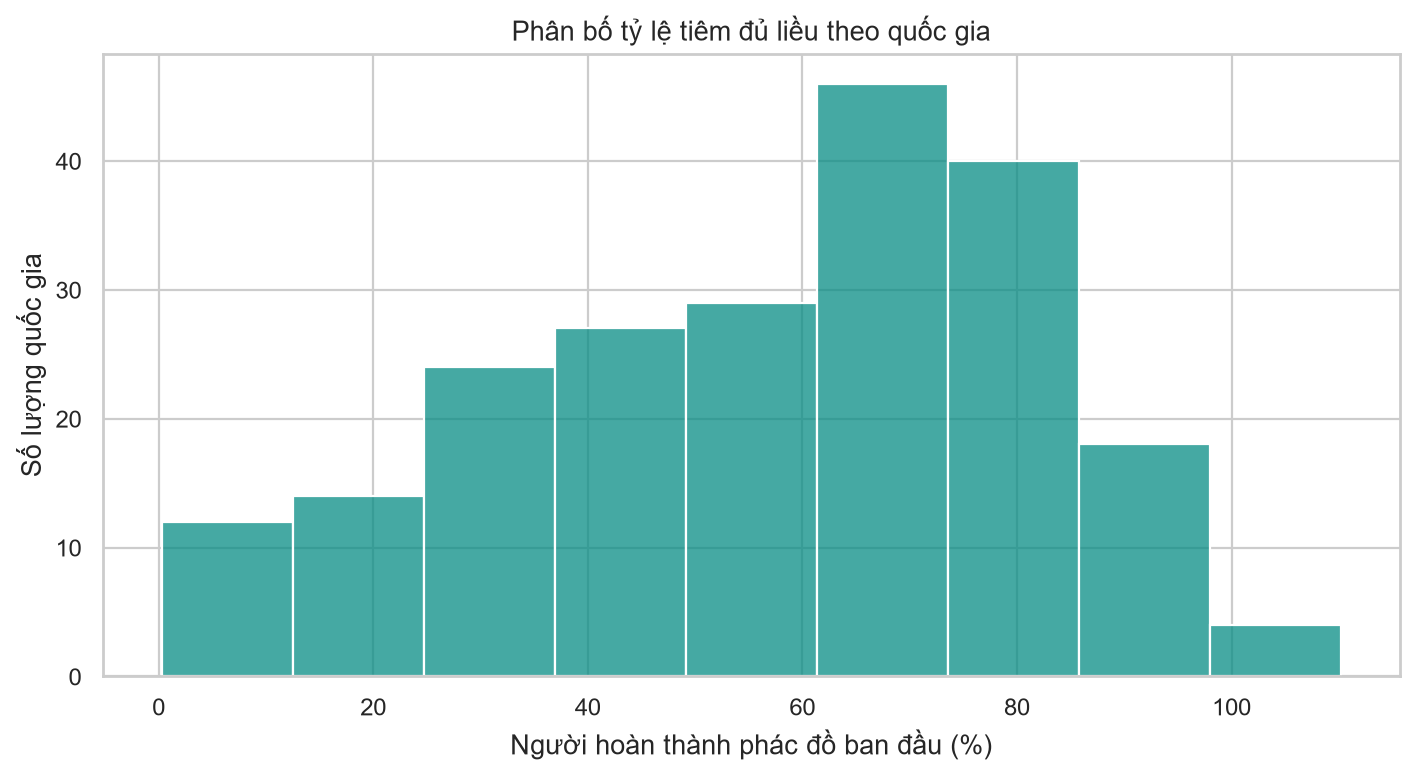 Phân bố tỷ lệ tiêm đủ liều theo quốc gia
Số lượng quốc gia
40
30
20
10
0
0 20 40 60 80 100
Người hoàn thành phác đồ ban đầu (%)